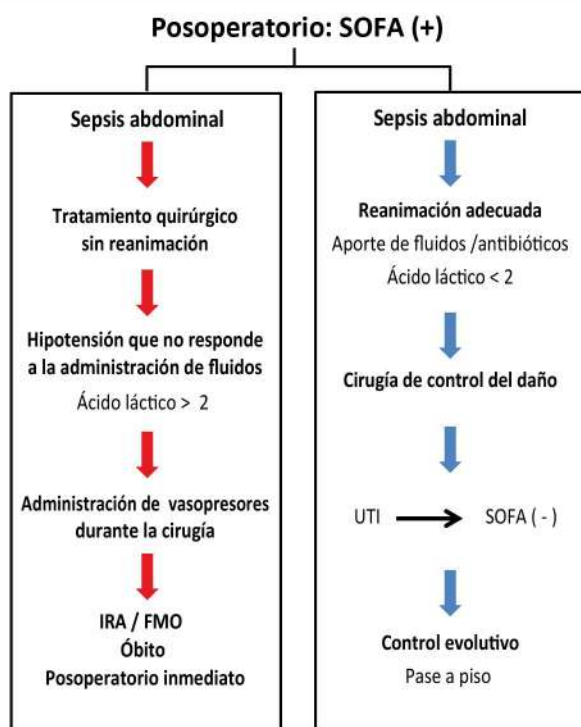 Posoperatorio: SOFA (+)
Sepsis abdominal
Tratamiento quirúrgico
sin reanimación
Hipotensión que no responde
a la administración de fluidos
Ácido láctico > 2
Administración de vasopresores
durante la cirugía
IRA / FMO
Óbito
Posoperatorio inmediato
Sepsis abdominal
Reanimación adecuada
Aporte de fluidos /antibióticos
Ácido láctico < 2
Cirugía de control del daño
UTI SOFA ( - )
Control evolutivo
Pase a piso